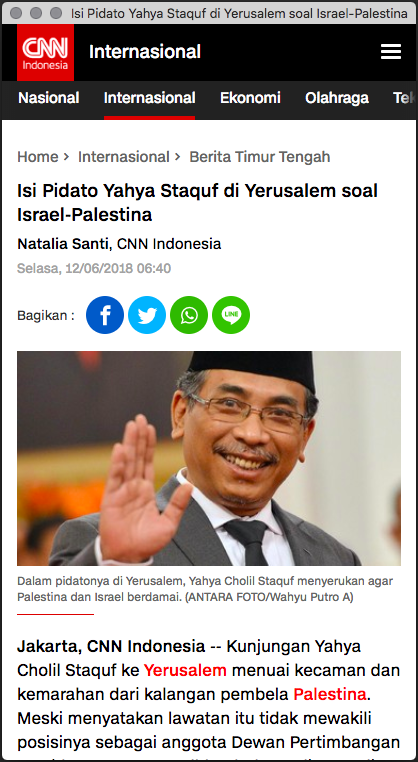 Isi Pidato Yahya Staquf di Yerusalem soal Israel-Palestina
CNN
Indonesia
Internasional
Nasional Internasional Ekonomi Olahraga
Home > Internasional > Berita Timur Tengah
Isi Pidato Yahya Staquf di Yerusalem soal
Israel-Palestina
Natalia Santi, CNN Indonesia
Selasa, 12/06/2018 06:40
Bagikan :
LINE
Dalam pidatonya di Yerusalem, Yahya Cholil Staquf menyerukan agar
Palestina dan Israel berdamai. (ANTARA FOTO/Wahyu Putro A)
Jakarta, CNN Indonesia -- Kunjungan Yahya
Cholil Staquf ke Yerusalem menuai kecaman dan
kemarahan dari kalangan pembela Palestina.
Meski menyatakan lawatan itu tidak mewakili
posisinya sebagai anggota Dewan Pertimbangan